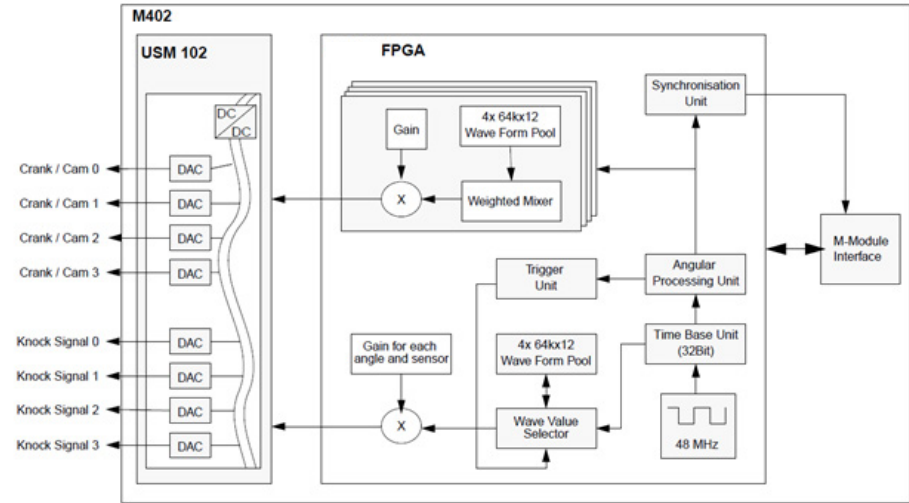 M402
USM 102
DC
DC
Crank / Cam 0
DAC
Crank / Cam 1
DAC
Crank / Cam 2
DAC
Crank / Cam 3
DAC
Knock Signal 0
DAC
Knock Signal 1
DAC
Knock Signal 2
DAC
Knock Signal 3
DAC
FPGA
Gain
4x 64kx12
Wave Form Pool
X
Weighted Mixer
Synchronisation
Unit
Trigger
Unit
Angular
Processing Unit
M-Module
Interface
Gain for each
angle and sensor
4x 64kx12
Wave Form Pool
Time Base Unit
(32Bit)
X
Wave Value
Selector
48 MHz